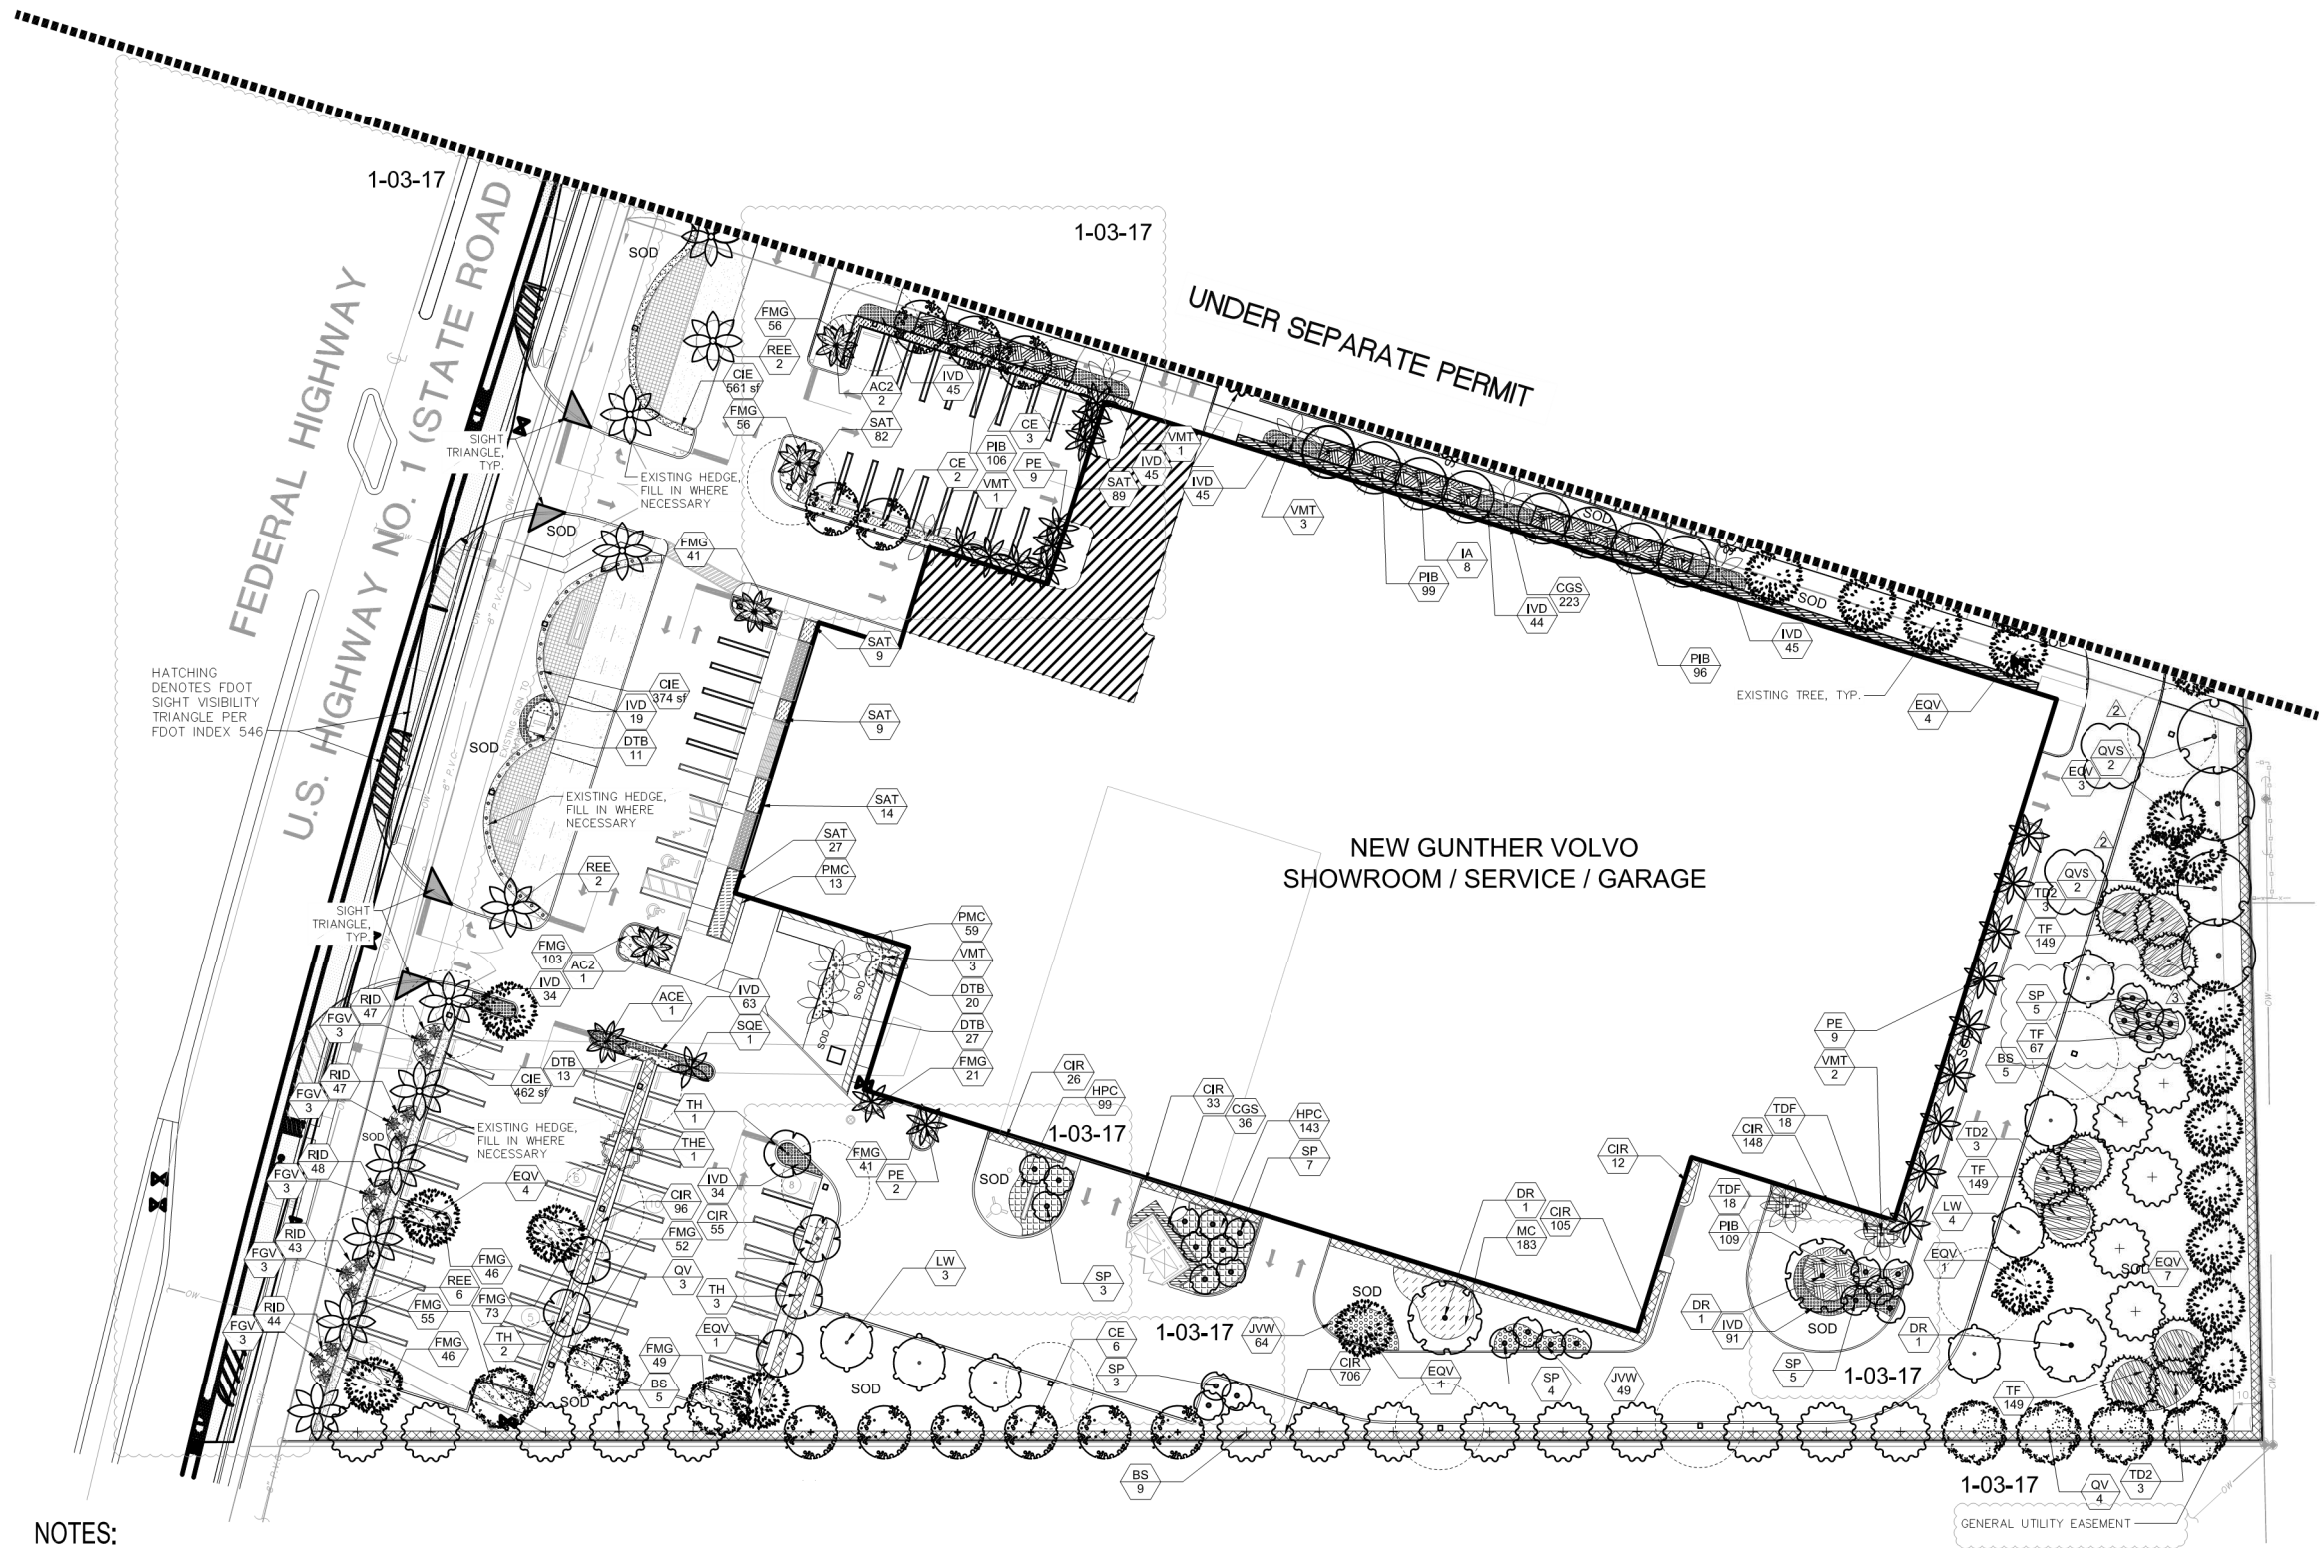 1-03-17
FEDERAL HIGHWAY
U.S. HIGHWAY NO. 1 (STATE ROAD
1-03-17
UNDER SEPARATE PERMIT
SOD
FMG
56
REE
2
CIE
561 sf
FMG
56
AC2
2
SAT
82
IVD
45
CE
3
PIB
106
CE
2
VMT
1
PE
9
VMT
1
IVD
45
SAT
89
IVD
45
VMT
3
SIGHT
TRIANGLE,
TYP.
EXISTING HEDGE,
FILL IN WHERE
NECESSARY
SOD
FMG
41
SOD
IA
8
PIB
99
CGS
223
IVD
44
SOD
IVD
45
PIB
96
EXISTING TREE, TYP.
EQV
4
SOD
HATCHING
DENOTES FDOT
SIGHT VISIBILITY
TRIANGLE PER
FDOT INDEX 546
8" P.V.C.
SAT
9
CIE
374 sf
IVD
19
DTB
11
SAT
9
SOD
8" P.V.C.
EXISTING HEDGE,
FILL IN WHERE
NECESSARY
SAT
14
SAT
27
PMC
13
REE
2
NEW GUNTHER VOLVO
SHOWROOM / SERVICE / GARAGE
2
QVS
2
EQV
3
2
QVS
2
TD2
3
TF
149
SIGHT
TRIANGLE,
TYP.
FMG
103
AC2
1
IVD
34
PMC
59
VMT
3
DTB
20
DTB
27
FMG
21
SOD
SOD
ACE
1
IVD
63
SQE
1
RID
47
FGV
3
RID
47
FGV
3
CIE
462 sf
DTB
13
SP
5
3
TF
67
BS
5
PE
9
VMT
2
SOD
EXISTING HEDGE,
FILL IN WHERE
NECESSARY
SOD
RID
48
FGV
3
TH
1
THE
1
IVD
34
8
FMG
41
PE
2
CIR
26
HPC
99
1-03-17
SOD
CIR
33
CGS
36
HPC
143
SP
7
TDF
18
CIR
148
CIR
12
TDF
18
PIB
109
TD2
3
TF
149
LW
4
EQV
4
CIR
96
CIR
55
FMG
52
QV
3
TH
3
RID
43
FGV
3
FMG
46
REE
6
FMG
73
FMG
55
FMG
46
TH
2
5
RID
44
FGV
3
LW
3
SP
3
DR
1
CIR
105
MC
183
EQV
1
SOD
EQV
7
DR
1
IVD
91
SOD
DR
1
SP
5
1-03-17
EQV
1
FMG
49
BS
5
SOD
SOD
CE
6
SP
3
1-03-17
JVW
64
SOD
CIR
706
EQV
1
SP
4
JVW
49
TF
149
10
BS
9
1-03-17
QV
4
TD2
3
GENERAL UTILITY EASEMENT
NOTES: